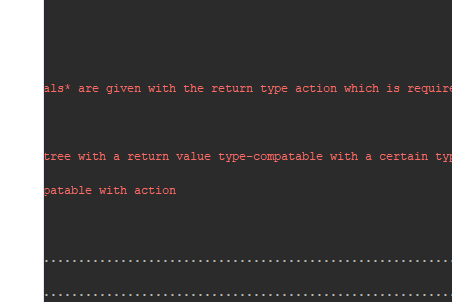 als* are given with the return type action which is require
tree with a return value type-compatable with a certain typ
patable with action
................................................................
................................................................